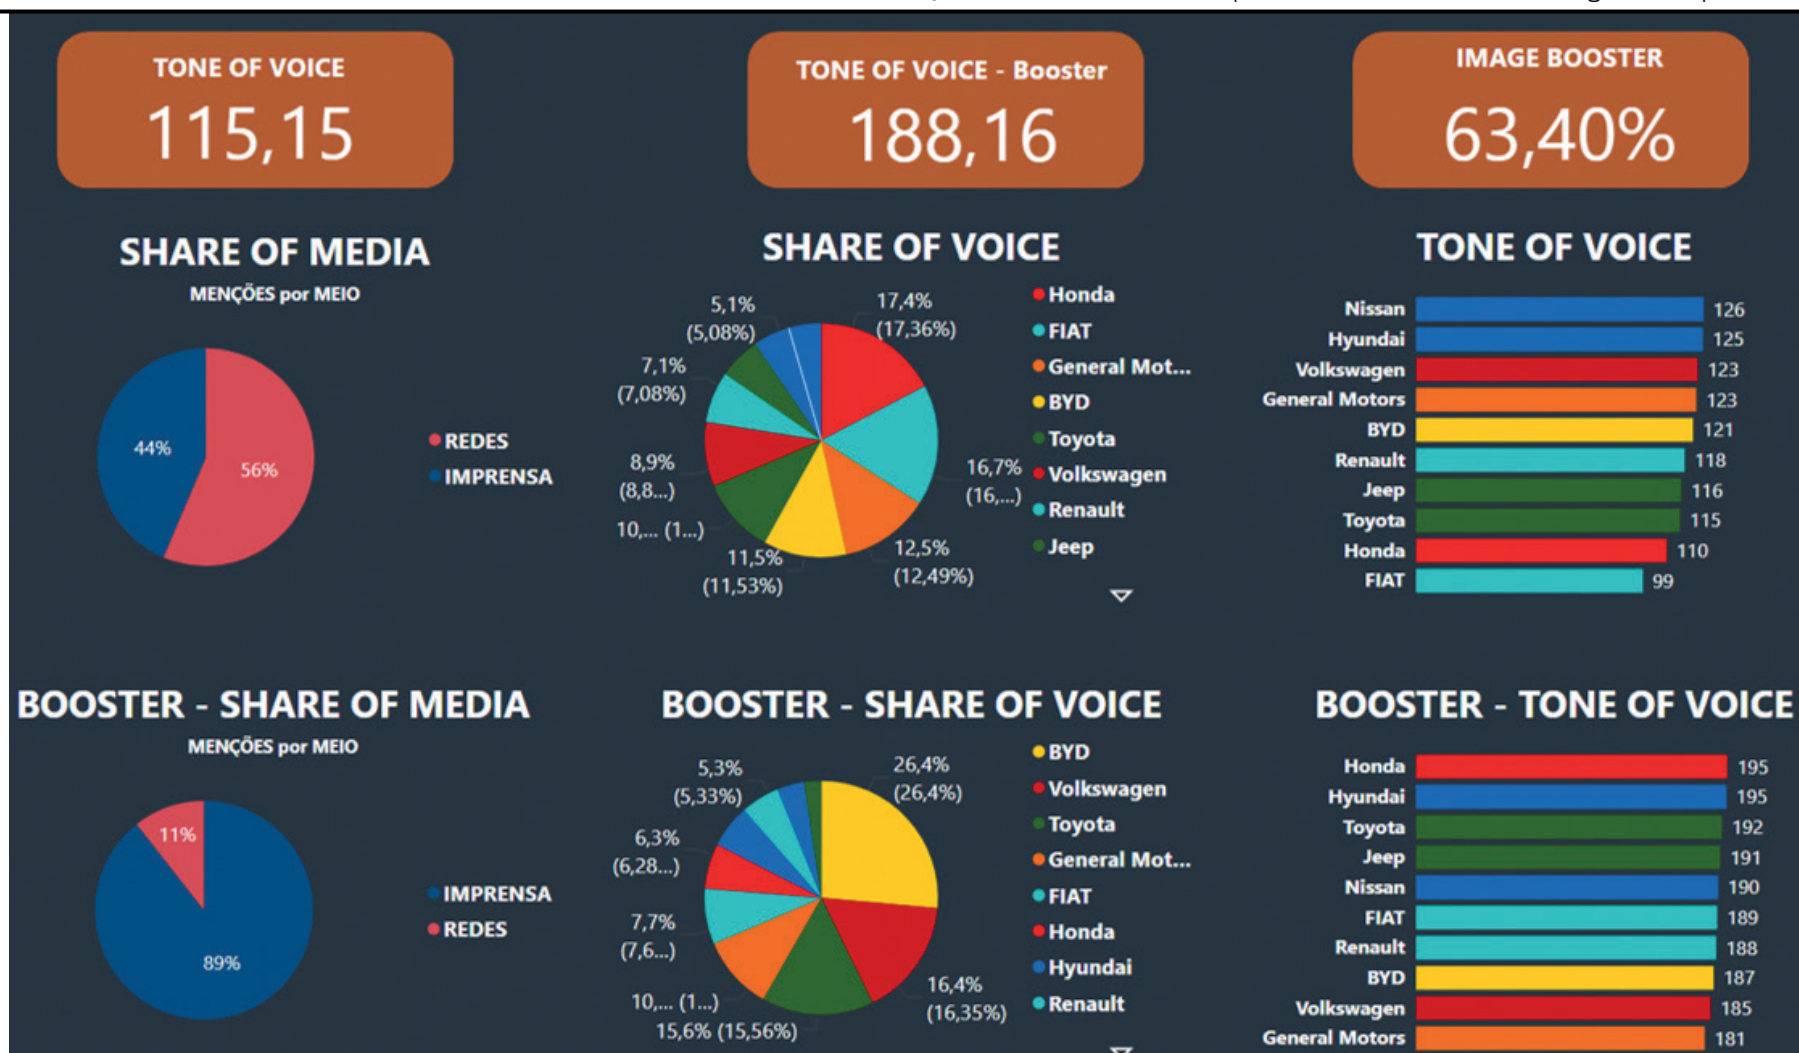 TONE OF VOICE
115,15
TONE OF VOICE - Booster
188,16
IMAGE BOOSTER
63,40%
SHARE OF MEDIA
MENÇÕES por MEIO
44%
56%
REDES
IMPRENSA
SHARE OF VOICE
5,1%
(5,08%)
17,4%
(17,36%)
7,1%
(7,08%)
8,9%
(8,8...)
16,7%
(16,...)
10,... (1...)
11,5%
(11,53%)
12,5%
(12,49%)
Honda
FIAT
General Mot...
BYD
Toyota
Volkswagen
Renault
Jeep
TONE OF VOICE
Nissan 126
Hyundai 125
Volkswagen 123
General Motors 123
BYD 121
Renault 118
Jeep 116
Toyota 115
Honda 110
FIAT 99
BOOSTER - SHARE OF MEDIA
MENÇÕES por MEIO
11%
89%
IMPRENSA
REDES
BOOSTER - SHARE OF VOICE
5,3%
(5,33%)
26,4%
(26,4%)
6,3%
(6,28...)
7,7%
(7,6...)
16,4%
(16,35%)
10,... (1...)
15,6% (15,56%)
BYD
Volkswagen
Toyota
General Mot...
FIAT
Honda
Hyundai
Renault
BOOSTER - TONE OF VOICE
Honda 195
Hyundai 195
Toyota 192
Jeep 191
Nissan 190
FIAT 189
Renault 188
BYD 187
Volkswagen 185
General Motors 181